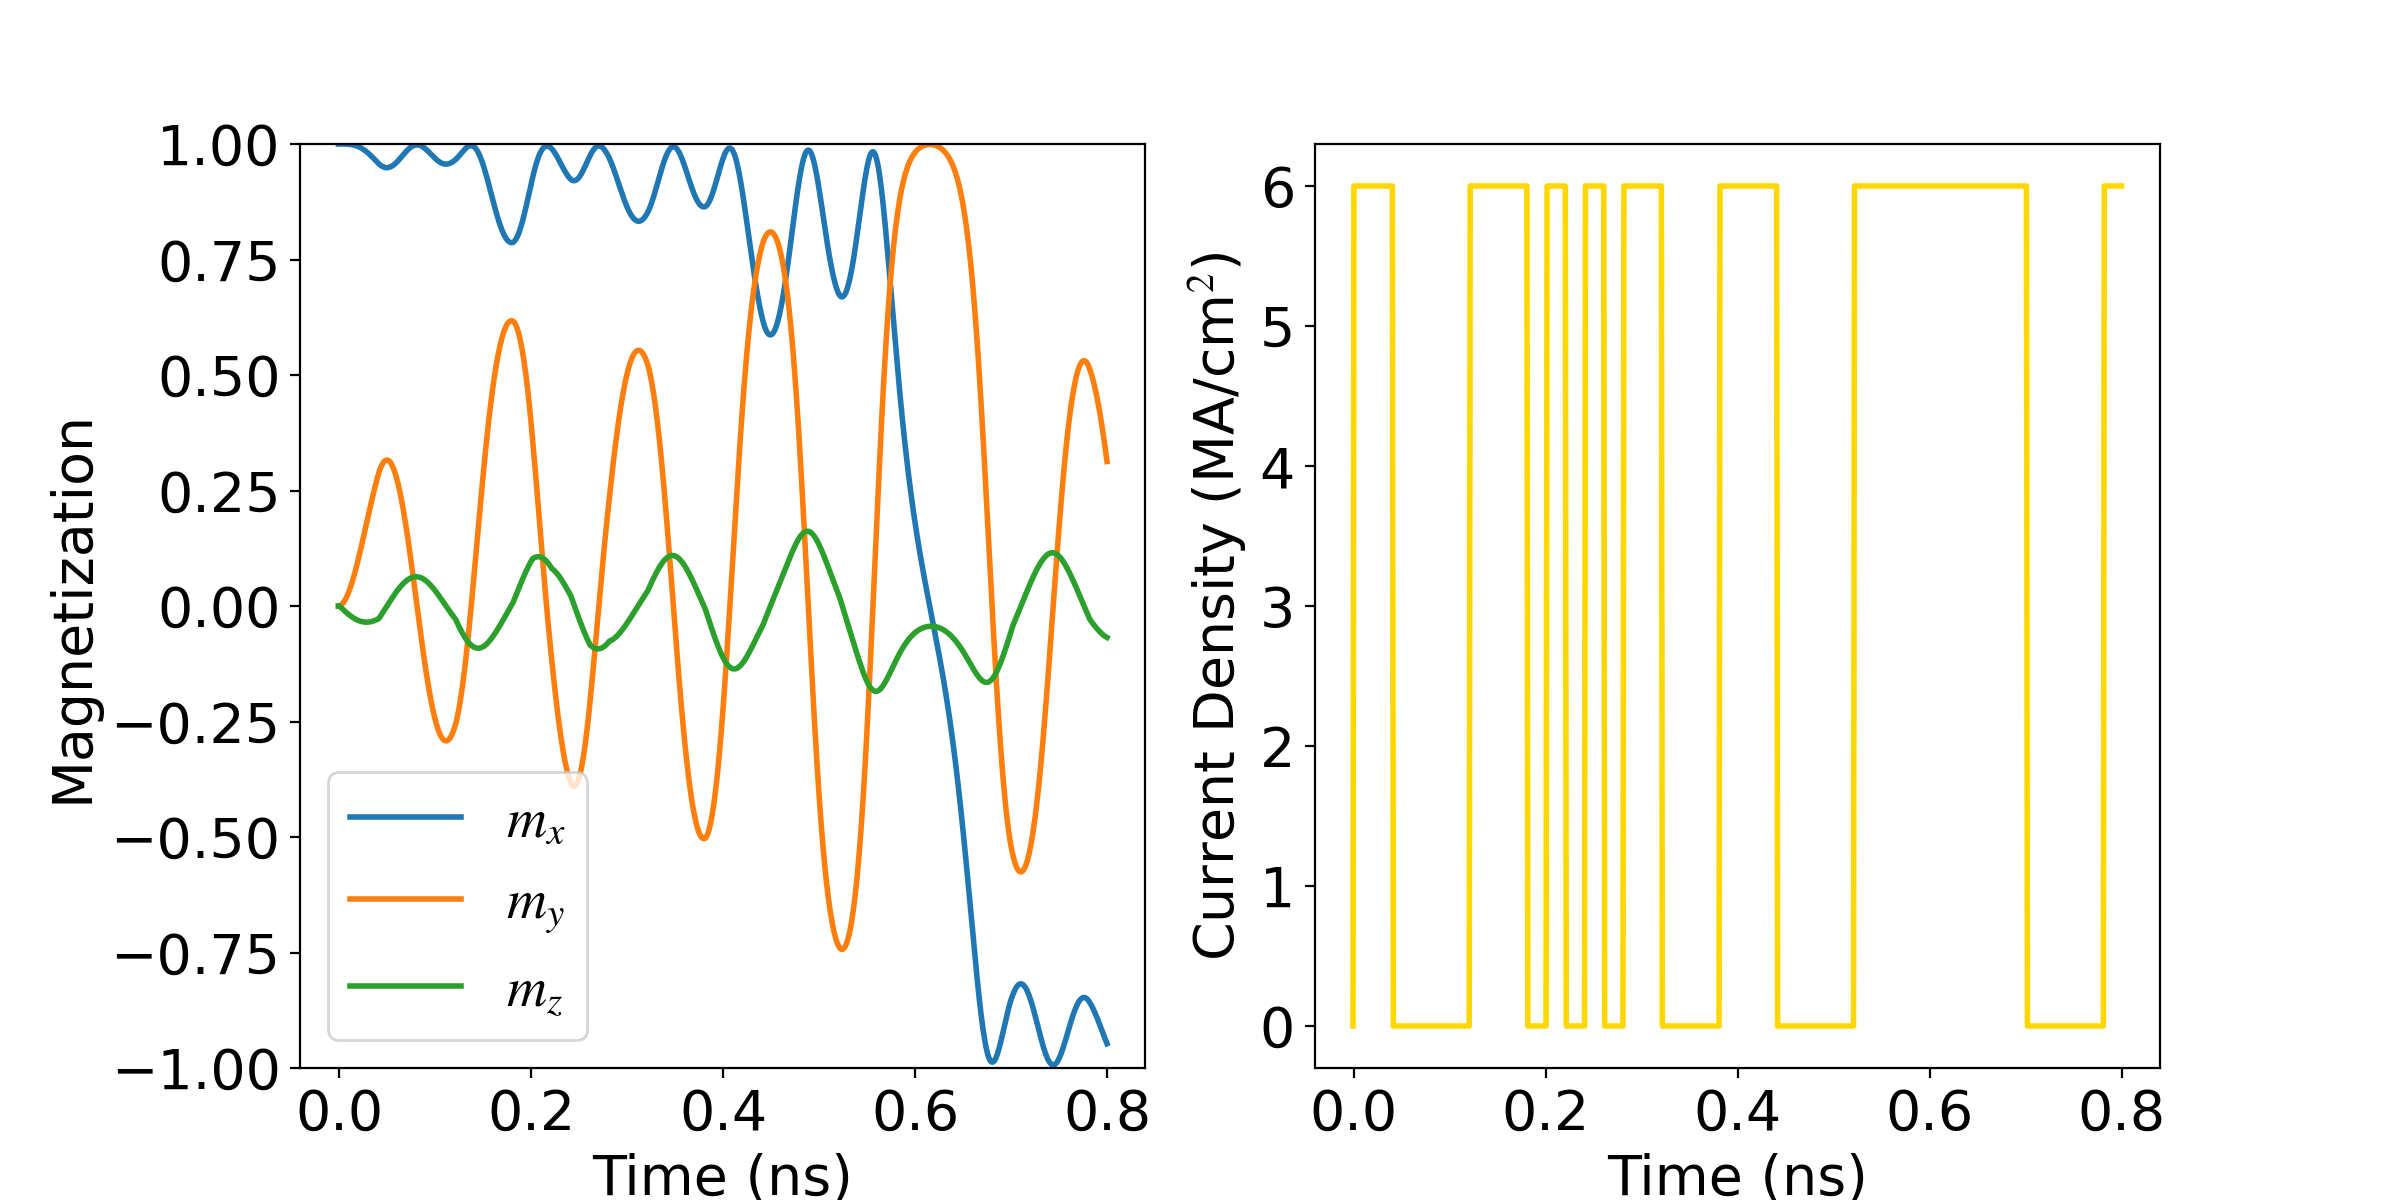 1.00
0.75
0.50
0.25
0.00
−0.25
−0.50
−0.75
−1.00
Magnetization
m_x
m_y
m_z
0.0 0.2 0.4 0.6 0.8
Time (ns)
6
5
4
3
2
1
0
Current Density (MA/cm²)
0.0 0.2 0.4 0.6 0.8
Time (ns)